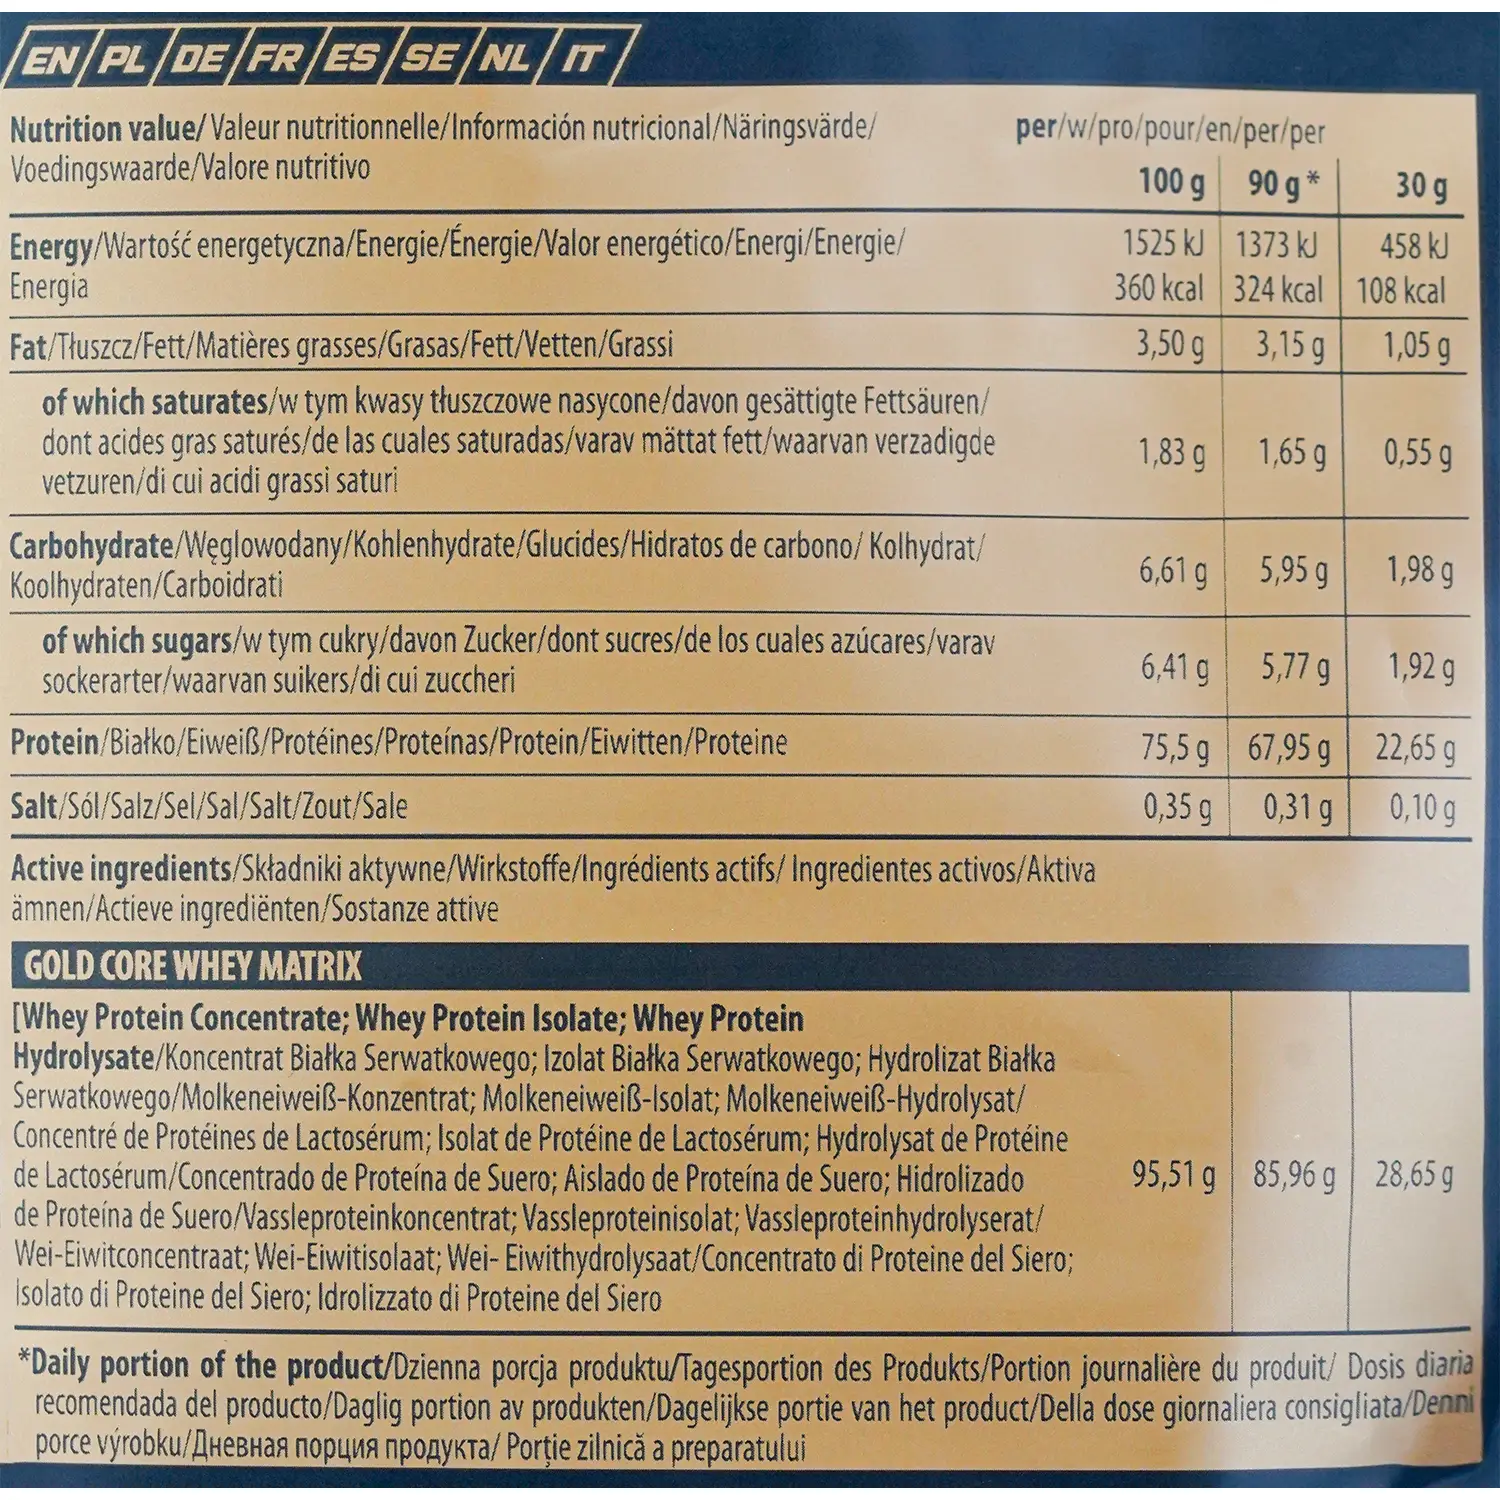 EN/PL/DE/FR/ES/SE/NL/IT/
Nutrition value/Valeur nutritionnelle/Información nutricional/Näringsvärde/
Voedingswaarde/Valore nutritivo
per/w/pro/pour/en/per/per
100 g 90 g* 30 g
Energy/Wartość energetyczna/Energie/Énergie/Valor energético/Energi/Energie/
Energia
1525 kJ 1373 kJ 458 kJ
360 kcal 324 kcal 108 kcal
Fat/Tłuszcz/Fett/Matières grasses/Grasas/Fett/Vetten/Grassi 3,50 g 3,15 g 1,05 g
of which saturates/w tym kwasy tłuszczowe nasycone/davon gesättigte Fettsäuren/
dont acides gras saturés/de las cuales saturadas/varav mättat fett/waarvan verzadigde
vetzuren/di cui acidi grassi saturi
1,83 g 1,65 g 0,55 g
Carbohydrate/Węglowodany/Kohlenhydrate/Glucides/Hidratos de carbono/ Kolhydrat/
Koolhydraten/Carboidrati
6,61 g 5,95 g 1,98 g
of which sugars/w tym cukry/davon Zucker/dont sucres/de los cuales azúcares/varav
sockerarter/waarvan suikers/di cui zuccheri
6,41 g 5,77 g 1,92 g
Protein/Białko/Eiweiß/Protéines/Proteínas/Protein/Eiwitten/Proteine 75,5 g 67,95 g 22,65 g
Salt/Sól/Salz/Sel/Sal/Salt/Zout/Sale 0,35 g 0,31 g 0,10 g
Active ingredients/Składniki aktywne/Wirkstoffe/Ingrédients actifs/ Ingredientes activos/Aktiva
ämnen/Actieve ingrediënten/Sostanze attive
GOLD CORE WHEY MATRIX
[Whey Protein Concentrate; Whey Protein Isolate; Whey Protein
Hydrolysate/Koncentrat Białka Serwatkowego; Izolat Białka Serwatkowego; Hydrolizat Białka
Serwatkowego/Molkeneiweiß-Konzentrat; Molkeneiweiß-Isolat; Molkeneiweiß-Hydrolysat/
Concentré de Protéines de Lactosérum; Isolat de Protéine de Lactosérum; Hydrolysat de Protéine
de Lactosérum/Concentrado de Proteína de Suero; Aislado de Proteína de Suero; Hidrolizado
de Proteína de Suero/Vassleproteinkoncentrat; Vassleproteinisolat; Vassleproteinhydrolyserat/
Wei-Eiwitconcentraat; Wei-Eiwitisolaat; Wei- Eiwithydrolysaat/Concentrato di Proteine del Siero;
Isolato di Proteine del Siero; Idrolizzato di Proteine del Siero
95,51 g 85,96 g 28,65 g
*Daily portion of the product/Dzienna porcja produktu/Tagesportion des Produkts/Portion journalière du produit/ Dosis diaria
recomendada del producto/Daglig portion av produkten/Dagelijkse portie van het product/Della dose giornaliera consigliata/Denní
porce výrobku/Дневная порция продукта/ Porţie zilnică a preparatului